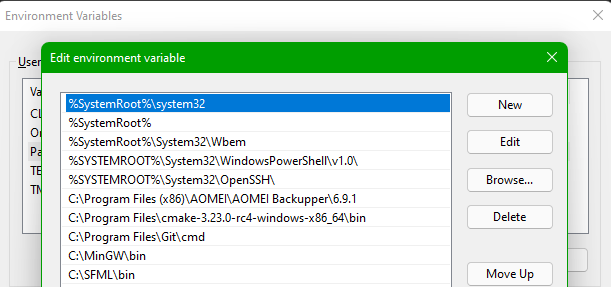 Environment Variables
Edit environment variable
User
Va
CL
On
Pa
TE
TN
%SystemRoot%\system32
%SystemRoot%
%SystemRoot%\System32\Wbem
%SYSTEMROOT%\System32\WindowsPowerShell\v1.0\
%SYSTEMROOT%\System32\OpenSSH\
C:\Program Files (x86)\AOMEI\AOMEI Backupper\6.9.1
C:\Program Files\cmake-3.23.0-rc4-windows-x86_64\bin
C:\Program Files\Git\cmd
C:\MinGW\bin
C:\SFML\bin
New
Edit
Browse...
Delete
Move Up